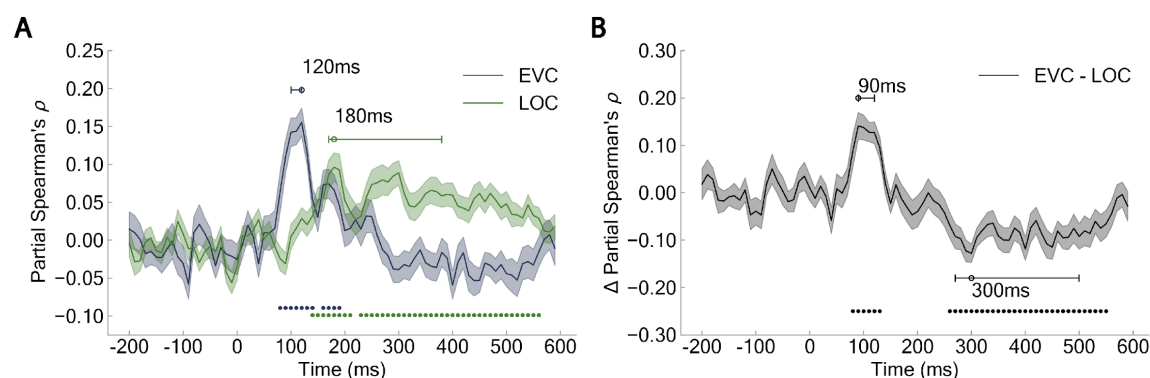 A
0.25
0.20
0.15
0.10
0.05
0.00
−0.05
−0.10
Partial Spearman's ρ
120ms
180ms
EVC
LOC
-200 -100 0 100 200 300 400 500 600
Time (ms)
B
0.30
0.20
0.10
0.00
−0.10
−0.20
−0.30
Δ Partial Spearman's ρ
90ms
EVC - LOC
300ms
-200 -100 0 100 200 300 400 500 600
Time (ms)